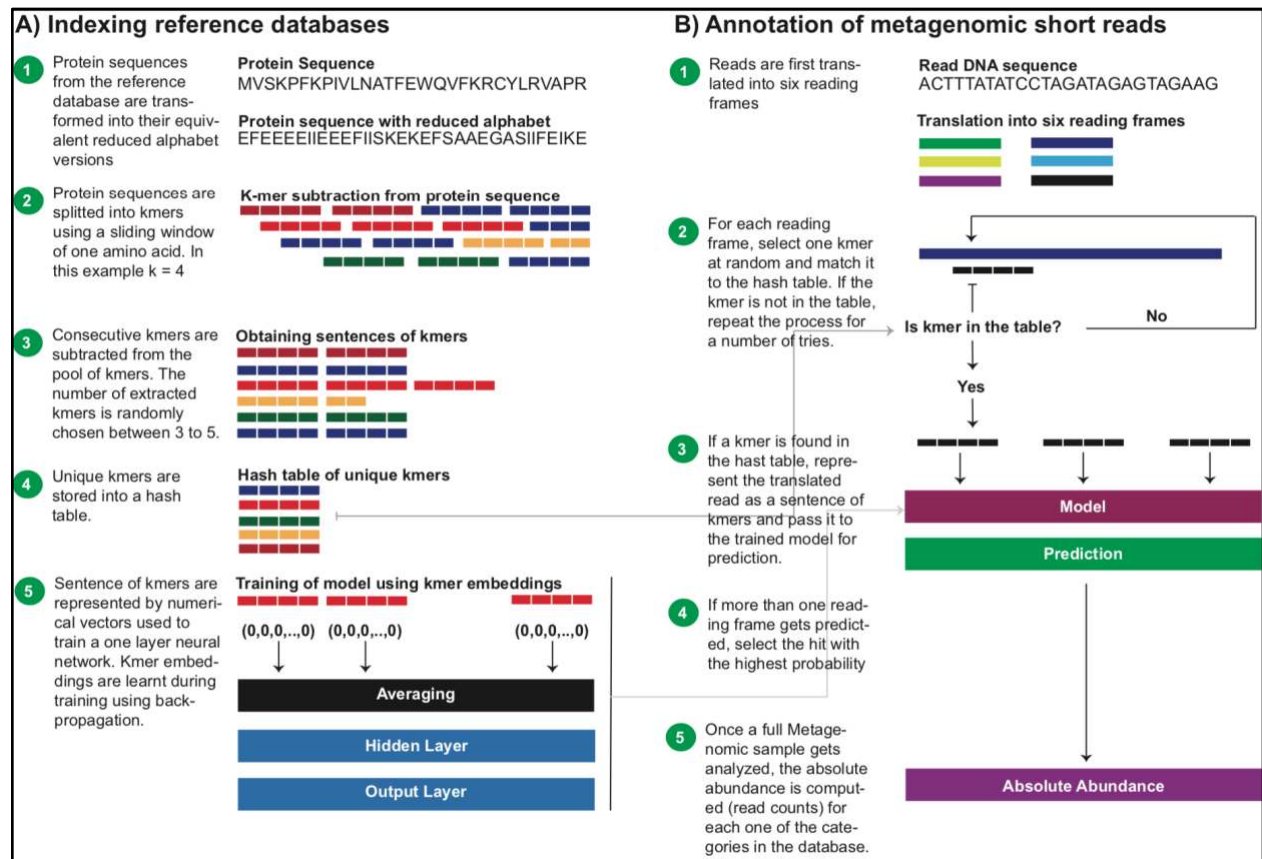 A) Indexing reference databases
1
Protein sequences
from the reference
database are trans-
formed into their equiv-
alent reduced alphabet
versions
Protein Sequence
MVSKPFKPIVLNATFEWQVFKRCYLRVAPR
Protein sequence with reduced alphabet
EFEEEEIIEEEFIISKEKEFSAAEGASIIFEIKE
2
Protein sequences are
splitted into kmers
using a sliding window
of one amino acid. In
this example k = 4
K-mer subtraction from protein sequence
3
Consecutive kmers are
subtracted from the
pool of kmers. The
number of extracted
kmers is randomly
chosen between 3 to 5.
Obtaining sentences of kmers
4
Unique kmers are
stored into a hash
table.
Hash table of unique kmers
5
Sentence of kmers are
represented by numeri-
cal vectors used to
train a one layer neural
network. Kmer embed-
dings are learnt during
training using back-
propagation.
Training of model using kmer embeddings
(0,0,0,..,0) (0,0,0,..,0) (0,0,0,..,0)
Averaging
Hidden Layer
Output Layer
B) Annotation of metagenomic short reads
1
Reads are first trans-
lated into six reading
frames
Read DNA sequence
ACTTTATATCCTAGATAGAGTAGAAG
Translation into six reading frames
2
For each reading
frame, select one kmer
at random and match it
to the hash table. If the
kmer is not in the table,
repeat the process for
a number of tries.
Is kmer in the table?
No
Yes
3
If a kmer is found in
the hast table, repre-
sent the translated
read as a sentence of
kmers and pass it to
the trained model for
prediction.
Model
Prediction
4
If more than one read-
ing frame gets predict-
ed, select the hit with
the highest probability
5
Once a full Metage-
nomic sample gets
analyzed, the absolute
abundance is comput-
ed (read counts) for
each one of the cate-
gories in the database.
Absolute Abundance